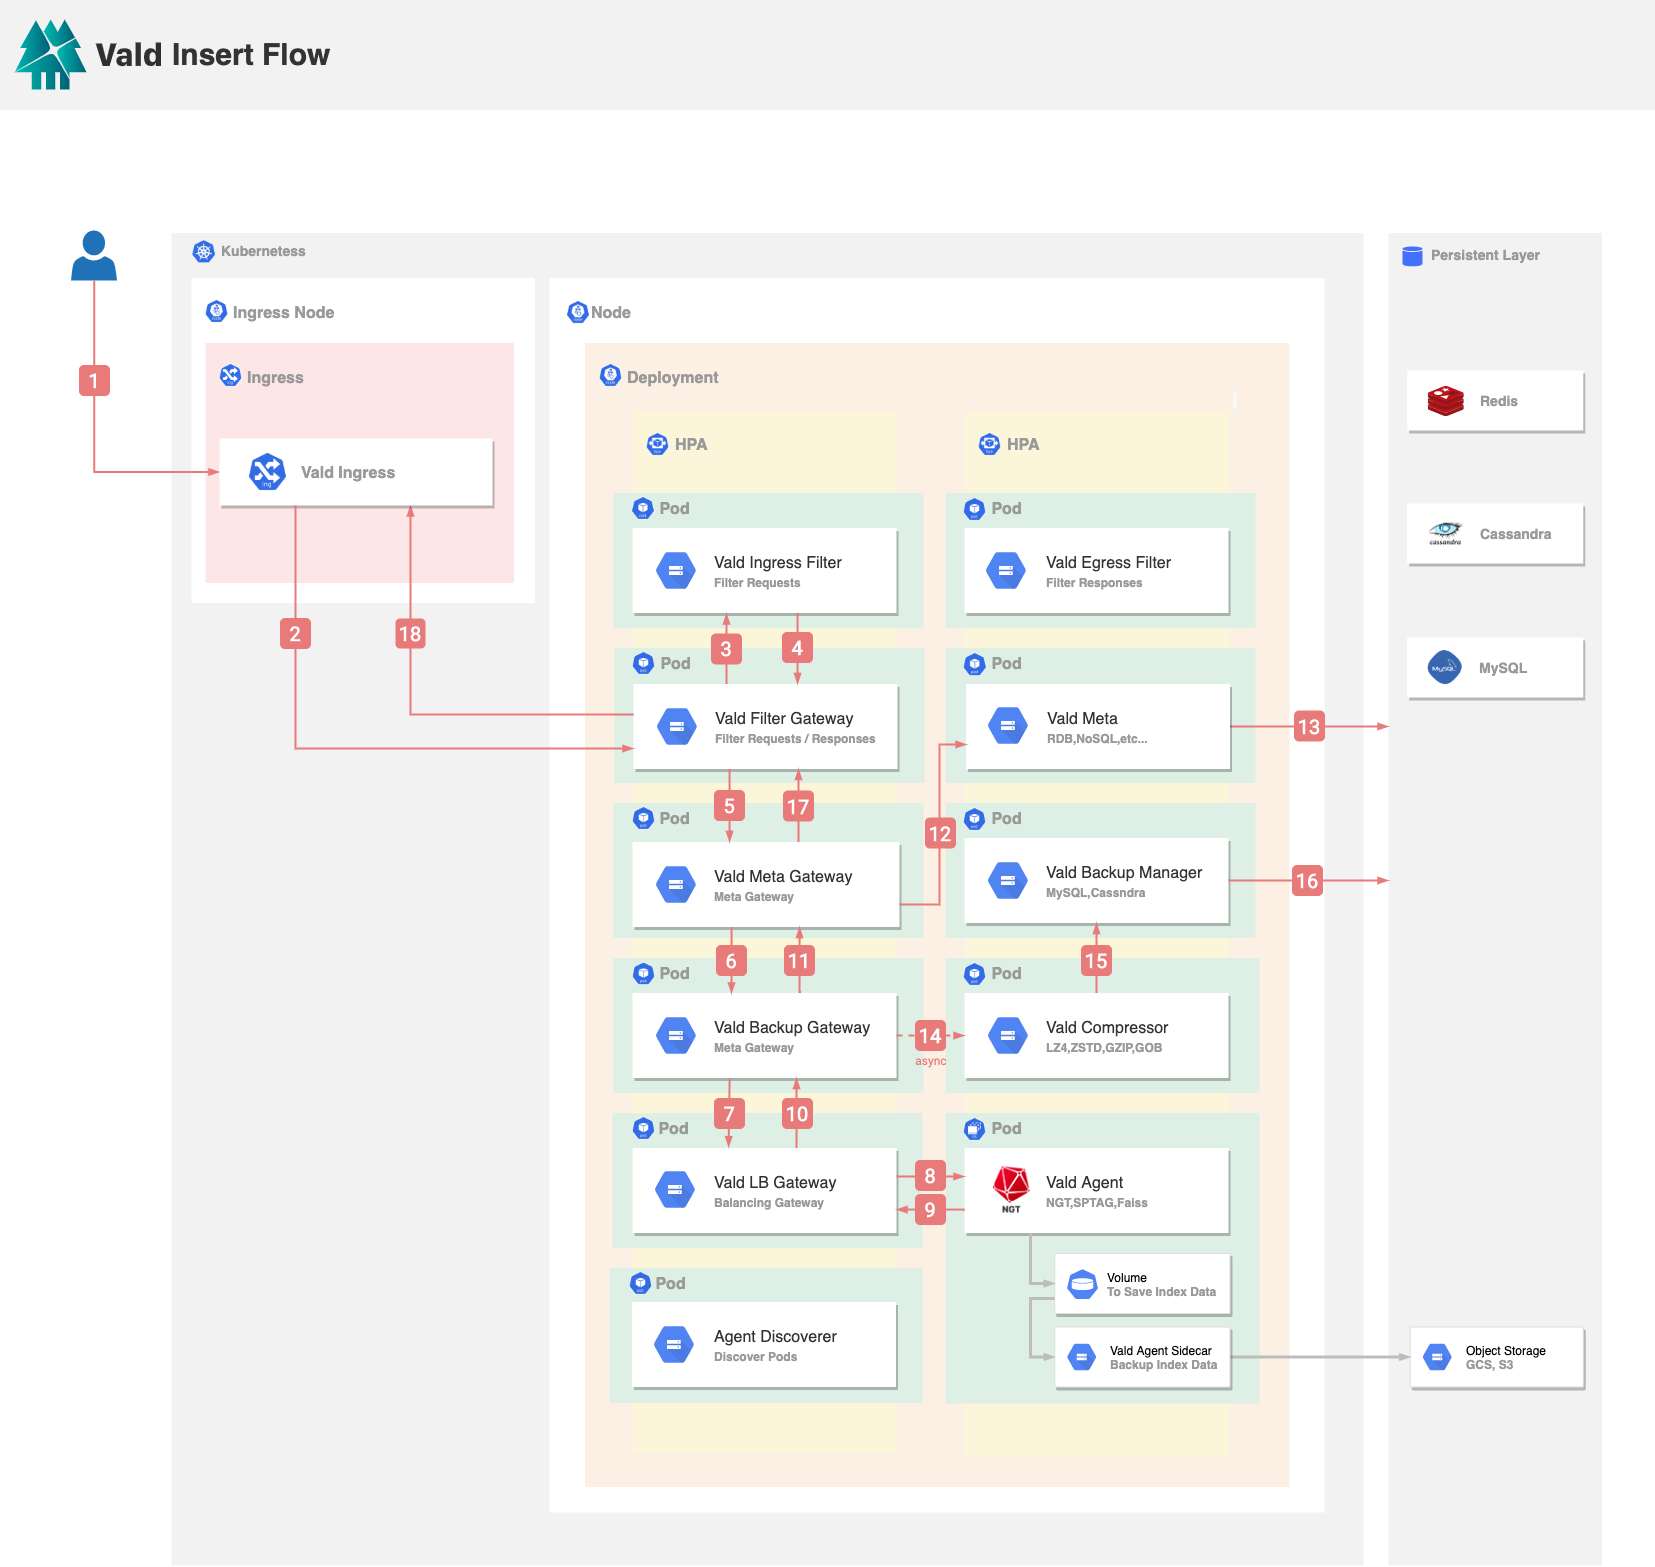 Vald Insert Flow
Kubernetess
Persistent Layer
Ingress Node
Node
Ingress
Deployment
1
Redis
HPA
HPA
Vald Ingress
ing
Pod
Pod
cassandra
Cassandra
Vald Ingress Filter
Filter Requests
Vald Egress Filter
Filter Responses
2
18
3
4
Pod
Pod
MySQL
MySQL
Vald Filter Gateway
Filter Requests / Responses
Vald Meta
RDB,NoSQL,etc...
13
5
17
Pod
12
Pod
Vald Meta Gateway
Meta Gateway
Vald Backup Manager
MySQL,Cassndra
16
6
11
15
Pod
Pod
Vald Backup Gateway
Meta Gateway
14
async
Vald Compressor
LZ4,ZSTD,GZIP,GOB
7
10
Pod
Pod
Vald LB Gateway
Balancing Gateway
8
9
NGT
Vald Agent
NGT,SPTAG,Faiss
Volume
To Save Index Data
Pod
Agent Discoverer
Discover Pods
Vald Agent Sidecar
Backup Index Data
Object Storage
GCS, S3